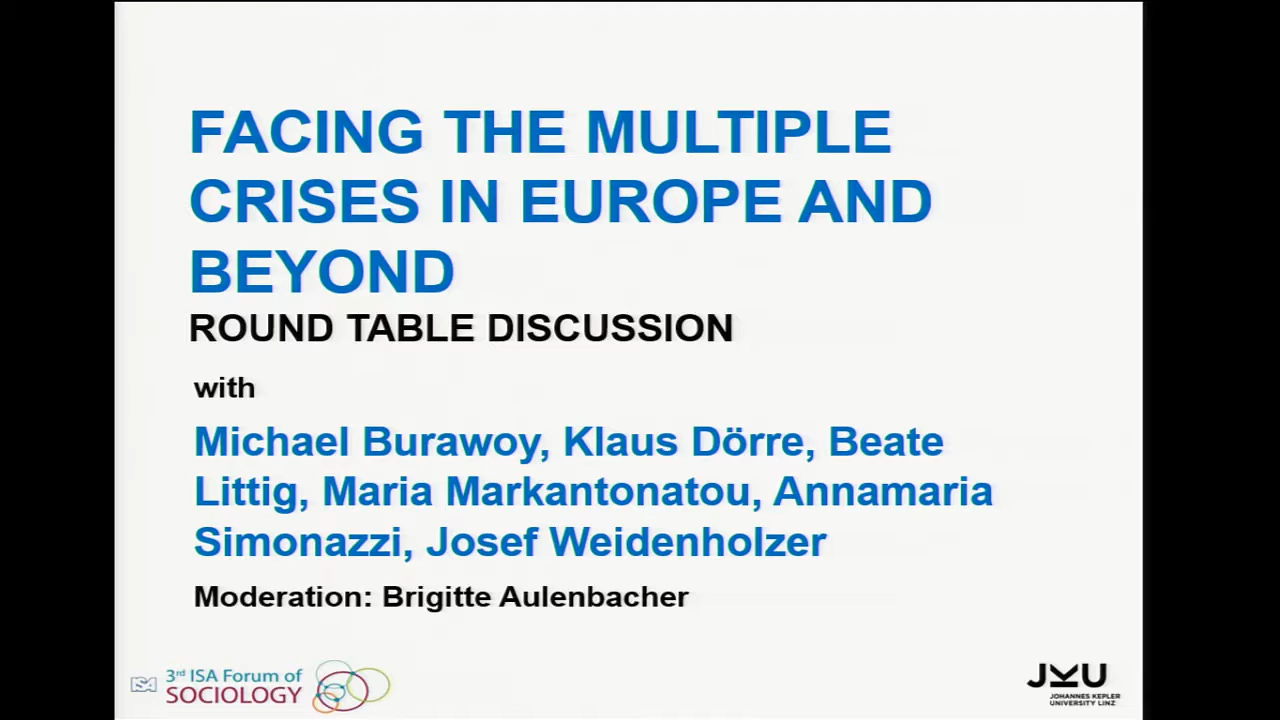 FACING THE MULTIPLE
CRISES IN EUROPE AND
BEYOND
ROUND TABLE DISCUSSION
with
Michael Burawoy, Klaus Dörre, Beate
Littig, Maria Markantonatou, Annamaria
Simonazzi, Josef Weidenholzer
Moderation: Brigitte Aulenbacher
ISA
3rd ISA Forum of
SOCIOLOGY
JKU
JOHANNES KEPLER
UNIVERSITY LINZ